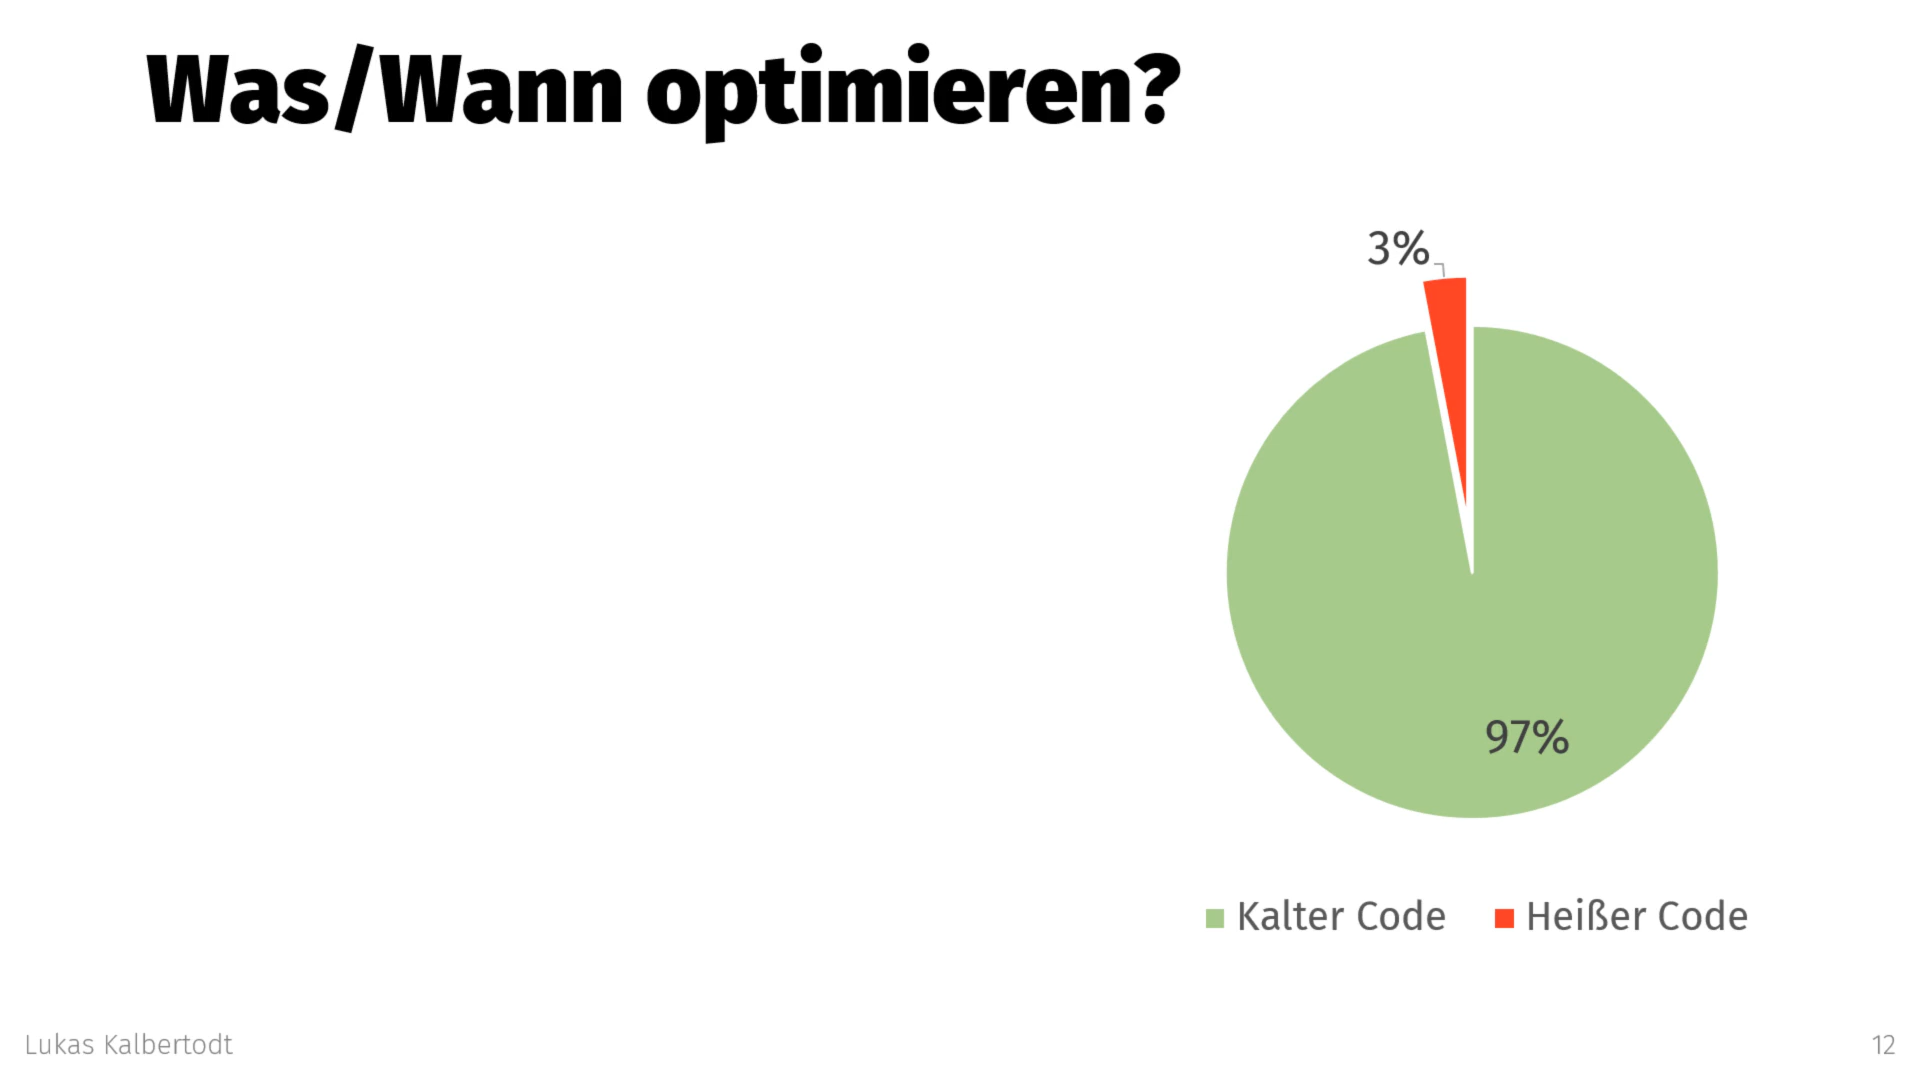 Was/Wann optimieren?
3%
97%
Kalter Code Heißer Code
Lukas Kalbertodt
12